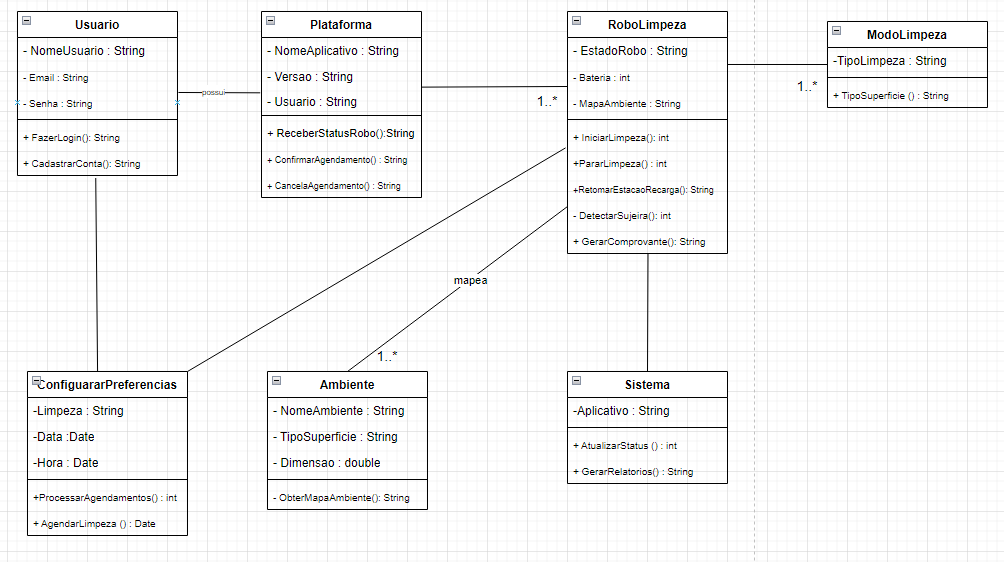 Usuario
- NomeUsuario : String
- Email : String
- Senha : String
+ FazerLogin(): String
+ CadastrarConta(): String
possui
Plataforma
- NomeAplicativo : String
- Versao : String
- Usuario : String
+ ReceberStatusRobo():String
+ ConfirmarAgendamento() : String
+ CancelaAgendamento() : String
1..*
RoboLimpeza
- EstadoRobo : String
- Bateria : int
- MapaAmbiente : String
+ IniciarLimpeza(): int
+PararLimpeza() : int
+RetomarEstacaoRecarga(): String
- DetectarSujeira(): int
+ GerarComprovante(): String
1..*
ModoLimpeza
-TipoLimpeza : String
+ TipoSuperficie () : String
mapea
1..*
ConfiguararPreferencias
-Limpeza : String
-Data :Date
-Hora : Date
+ProcessarAgendamentos() : int
+ AgendarLimpeza () : Date
Ambiente
- NomeAmbiente : String
- TipoSuperficie : String
- Dimensao : double
- ObterMapaAmbiente(): String
Sistema
-Aplicativo : String
+ AtualizarStatus () : int
+ GerarRelatorios() : String